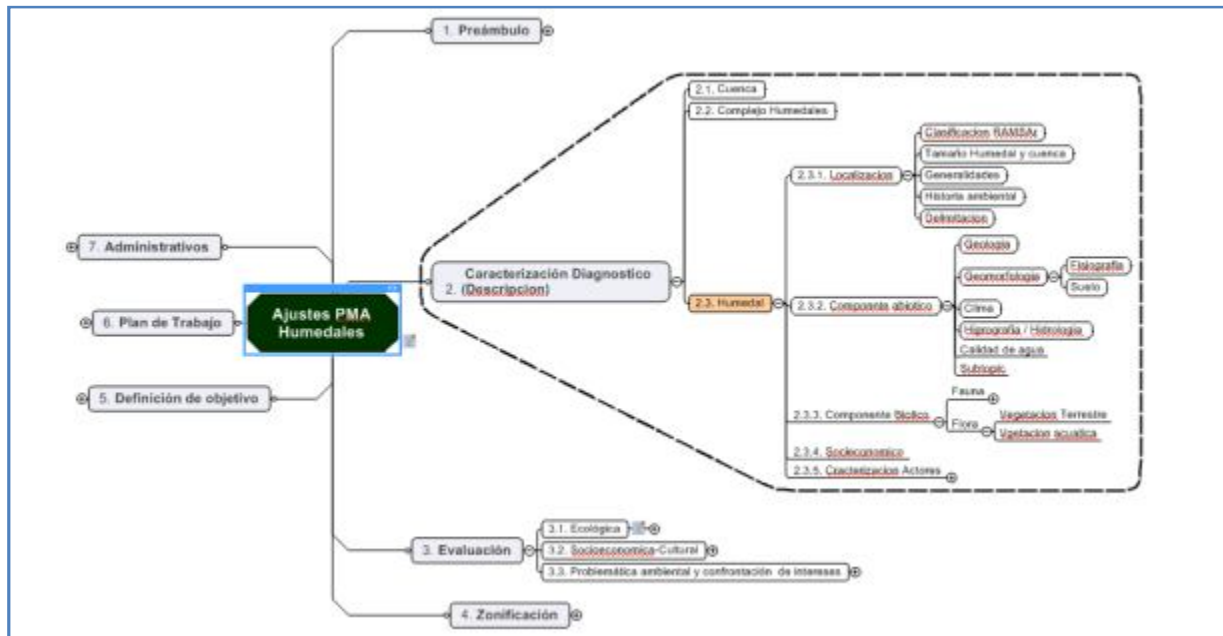 1. Preámbulo
2.1. Cuenca
2.2. Complejo Humedales
Clasificacion RAMSAr
Tamaño Humedal y cuenca
2.3.1. Localizacion
Generalidades
Historia ambiental
Delimitacion
7. Administrativos
Geologia
Caracterización Diagnostico
2. (Descripcion)
Geomorfologia
Fisiografia
Suelo
2.3. Humedal
2.3.2. Componente abiotico
Clima
Ajustes PMA
Humedales
6. Plan de Trabajo
Hiprografia / Hidrologia
Calidad de agua
Subtopic
5. Definición de objetivo
Fauna
2.3.3. Componente Biotico
Flora
Vegetacion Terrestre
Vgetacion acuatica
2.3.4. Socieconomico
2.3.5. Cracterizacion Actores
3. Evaluación
3.1. Ecológica
3.2. Socioeconomica-Cultural
3.3. Problemática ambiental y confrontación de intereses
4. Zonificación